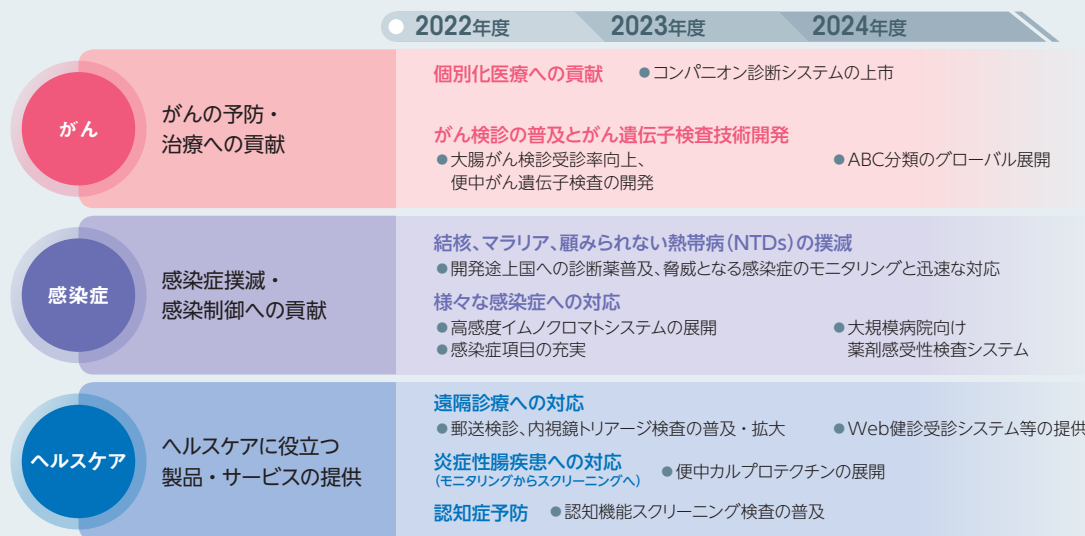 2022年度 2023年度 2024年度
がん
がんの予防・
治療への貢献
個別化医療への貢献 ●コンパニオン診断システムの上市
がん検診の普及とがん遺伝子検査技術開発
●大腸がん検診受診率向上、
便中がん遺伝子検査の開発
●ABC分類のグローバル展開
感染症
感染症撲滅・
感染制御への貢献
結核、マラリア、顧みられない熱帯病(NTDs)の撲滅
●開発途上国への診断薬普及、脅威となる感染症のモニタリングと迅速な対応
様々な感染症への対応
●高感度イムノクロマトシステムの展開
●感染症項目の充実
●大規模病院向け
薬剤感受性検査システム
ヘルスケア
ヘルスケアに役立つ
製品・サービスの提供
遠隔診療への対応
●郵送検診、内視鏡トリアージ検査の普及・拡大 ●Web健診受診システム等の提供
炎症性腸疾患への対応
(モニタリングからスクリーニングへ)
●便中カルプロテクチンの展開
認知症予防 ●認知機能スクリーニング検査の普及